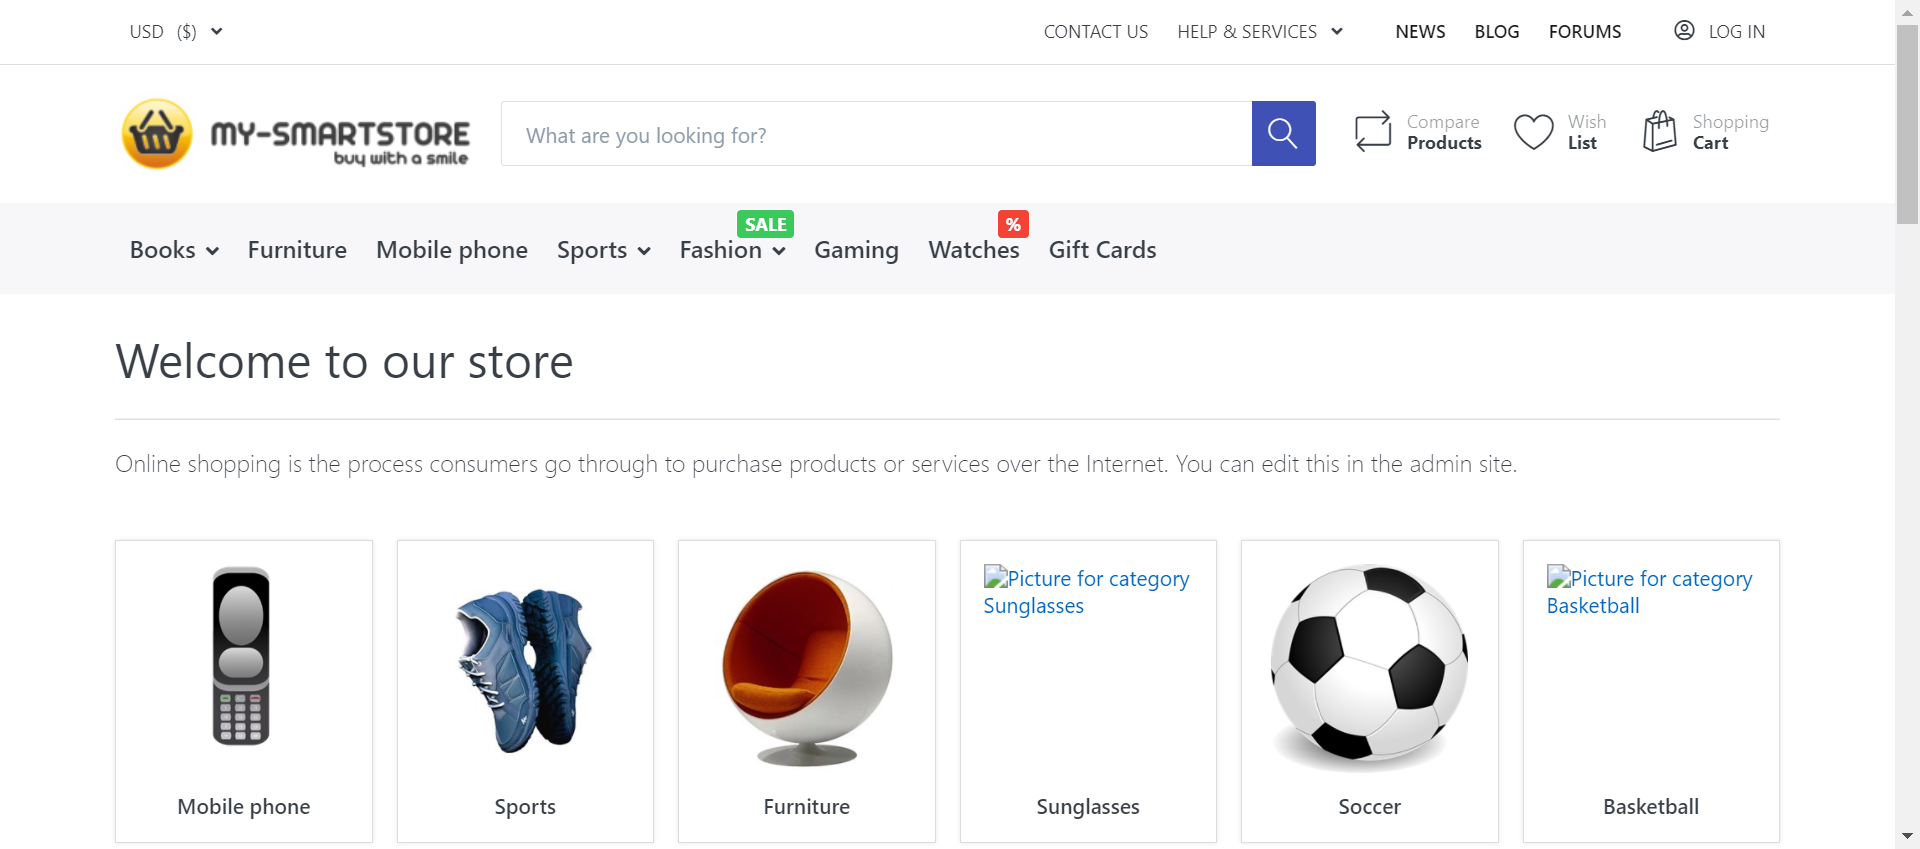 USD ($)
CONTACT US HELP & SERVICES NEWS BLOG FORUMS LOG IN
MY-SMARTSTORE
buy with a smile
What are you looking for?
Compare
Products
Wish
List
Shopping
Cart
SALE
%
Books Furniture Mobile phone Sports Fashion Gaming Watches Gift Cards
Welcome to our store
Online shopping is the process consumers go through to purchase products or services over the Internet. You can edit this in the admin site.
Picture for category
Sunglasses
Picture for category
Basketball
Mobile phone Sports Furniture Sunglasses Soccer Basketball